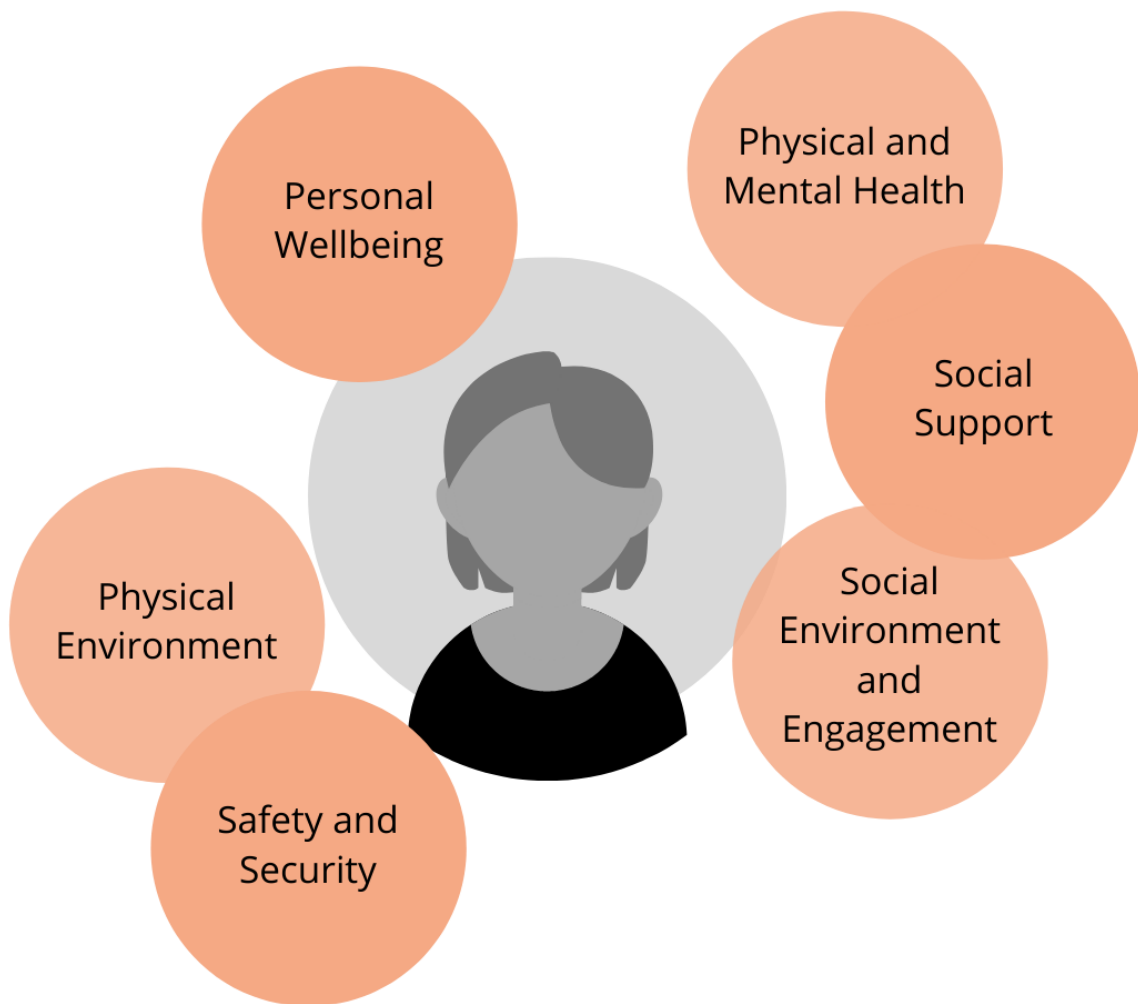 Personal
Wellbeing
Physical and
Mental Health
Social
Support
Social
Environment
and
Engagement
Physical
Environment
Safety and
Security